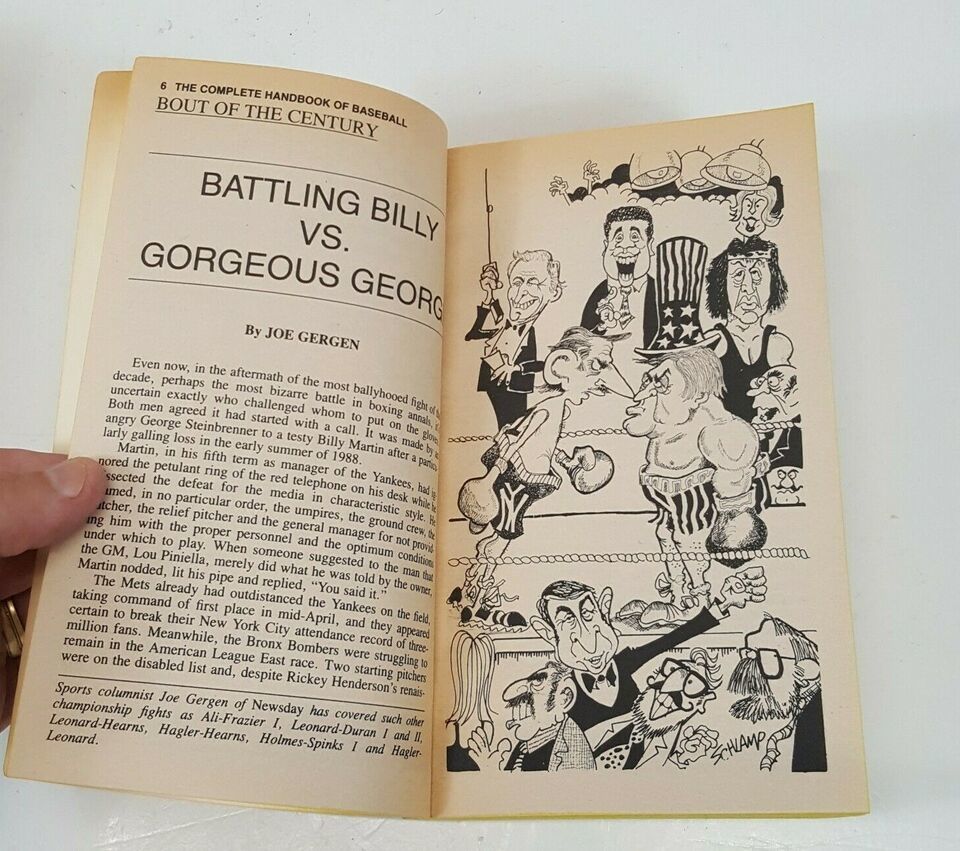 6 THE COMPLETE HANDBOOK OF BASEBALL
BOUT OF THE CENTURY
BATTLING BILLY
VS.
GORGEOUS GEORG
By JOE GERGEN
Even now, in the aftermath of the most ballyhooed fight of the
decade, perhaps the most bizarre battle in boxing annals, it
uncertain exactly who challenged whom to put on the gloves
Both men agreed it had started with a call. It was made by an
angry George Steinbrenner to a testy Billy Martin after a particu-
larly galling loss in the early summer of 1988.
Martin, in his fifth term as manager of the Yankees, had
nored the petulant ring of the red telephone on his desk while he
issected the defeat for the media in characteristic style. He
amed, in no particular order, the umpires, the ground crew, the
tcher, the relief pitcher and the general manager for not provid-
ing him with the proper personnel and the optimum conditions
under which to play. When someone suggested to the man that
the GM, Lou Piniella, merely did what he was told by the owner,
Martin nodded, lit his pipe and replied, "You said it."
The Mets already had outdistanced the Yankees on the field,
taking command of first place in mid-April, and they appeared
certain to break their New York City attendance record of three-
million fans. Meanwhile, the Bronx Bombers were struggling to
remain in the American League East race. Two starting pitchers
were on the disabled list and, despite Rickey Henderson's renais-
Sports columnist Joe Gergen of Newsday has covered such other
championship fights as Ali-Frazier I, Leonard-Duran I and II,
Leonard-Hearns, Hagler-Hearns, Holmes-Spinks I and Hagler-
Leonard.
NY
SCHLAMP